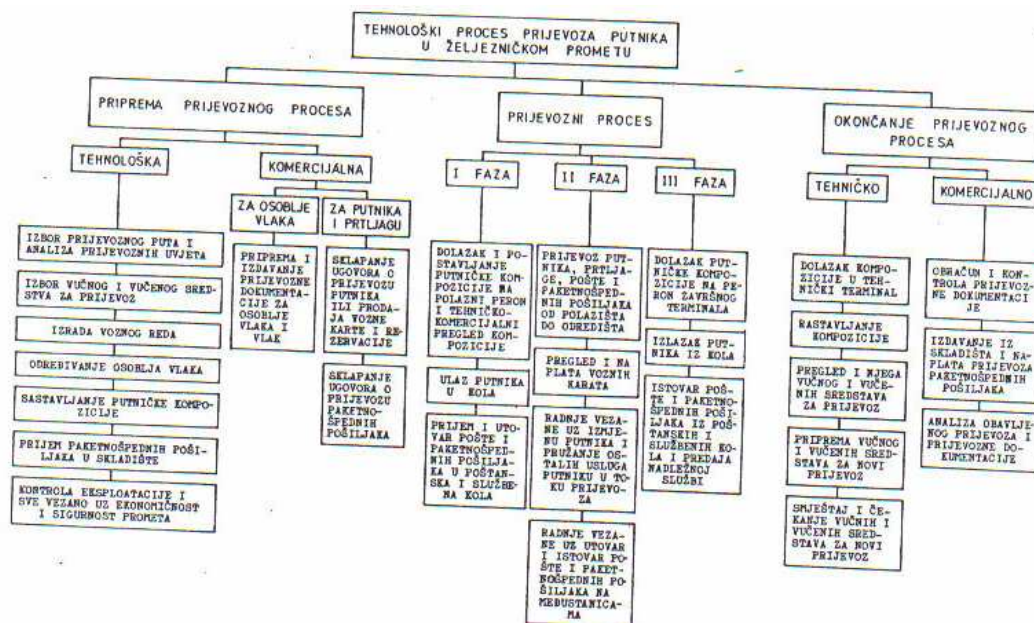 TEHNOLOŠKI PROCES PRIJEVOZA PUTNIKA
U ŽELJEZNIČKOM PROMETU
PRIPREMA PRIJEVOZNOG PROCESA
TEHNOLOŠKA
IZBOR PRIJEVOZNOG PUTA I
ANALIZA PRIJEVOZNIH UVJETA
IZBOR VUČNOG I VUČENOG SRED-
STVA ZA PRIJEVOZ
IZRADA VOZNOG REDA
ODREĐIVANJE OSOBLJA VLAKA
SASTAVLJANJE PUTNIČKE KOMPO-
ZICIJE
PRIJEM PAKETNOŠPEDNIH POŠI-
LJAKA U SKLADIŠTE
KONTROLA EKSPLOATACIJE I
SVE VEZANO UZ EKONOMIČNOST
I SIGURNOST PROMETA
KOMERCIJALNA
ZA OSOBLJE
VLAKA
PRIPREMA I
IZDAVANJE
PRIJEVOZNE
DOKUMENTA-
CIJE ZA
OSOBLJE
VLAKA I
VLAK
ZA PUTNIKA
I PRTLJAGU
SKLAPANJE
UGOVORA O
PRIJEVOZU
PUTNIKA
ILI PRODA-
JA VOZNE
KARTE I RE-
ZERVACIJE
SKLAPANJE
UGOVORA O
PRIJEVOZU
PAKETNO-
ŠPEDNIH
POŠILJAKA
PRIJEVOZNI PROCES
I FAZA
DOLAZAK I PO-
STAVLJANJE
PUTNIČKE KOM-
POZICIJE NA
POLAZNI PERON
I TEHNIČKO-
KOMERCIJALNI
PREGLED KOM-
POZICIJE
ULAZ PUTNIKA
U KOLA
PRIJEM I UTO-
VAR POŠTE I
PAKETNOŠPED-
NIH POŠILJA-
KA U POŠTAN-
SKA I SLUŽBE-
NA KOLA
II FAZA
PRIJEVOZ PUT-
NIKA, PRTLJA-
GE, POŠTE I
PAKETNOŠPED-
NIH POŠILJAKA
OD POLAZIŠTA
DO ODREDIŠTA
PREGLED I NA
PLATA VOZNIH
KARATA
RADNJE VEZA-
NE UZ IZMJE-
NU PUTNIKA I
PRUŽANJE OS-
TALIH USLUGA
PUTNIKU U TO
KU PRIJEVO-
ZA
RADNJE VEZA-
NE UZ UTOVAR
I ISTOVAR PO
ŠTE I PAKET-
NOŠPEDNIH PO
ŠILJAKA NA
MEĐUSTANICA-
MA
III FAZA
DOLAZAK PUT-
NIČKE KOMPO-
ZICIJE NA PE-
RON ZAVRŠNOG
TERMINALA
IZLAZAK PUT-
NIKA IZ KOLA
ISTOVAR POŠ-
TE I PAKETNO-
ŠPEDNIH POŠI-
LJAKA IZ POŠ-
TANSKIH I
SLUŽBENIH KO-
LA I PREDAJA
NADLEŽNOJ
SLUŽBI
OKONČANJE PRIJEVOZNOG
PROCESA
TEHNIČKO
DOLAZAK KOMPO-
ZICIJE U TEH-
NIČKI TERMINAL
RASTAVLJANJE
KOMPOZICIJE
PREGLED I NJEGA
VUČNOG I VUČE-
NIH SREDSTAVA
ZA PRIJEVOZ
PRIPREMA VUČNOG
I VUČENIH SRED-
STAVA ZA NOVI
PRIJEVOZ
SMJEŠTAJ I ČE-
KANJE VUČNIH I
VUČENIH SRED-
STAVA ZA NOVI
PRIJEVOZ
KOMERCIJALNO
OBRAČUN I KON-
TROLA PRIJEVOZ-
NE DOKUMENTACI
JE
IZDAVANJE IZ
SKLADIŠTA I NA-
PLATA PRIJEVOZA
PAKETNOŠPEDNIH
POŠILJAKA
ANALIZA OBAVLJE-
NOG PRIJEVOZA I
PRIJEVOZNE DO-
KUMENTACIJE